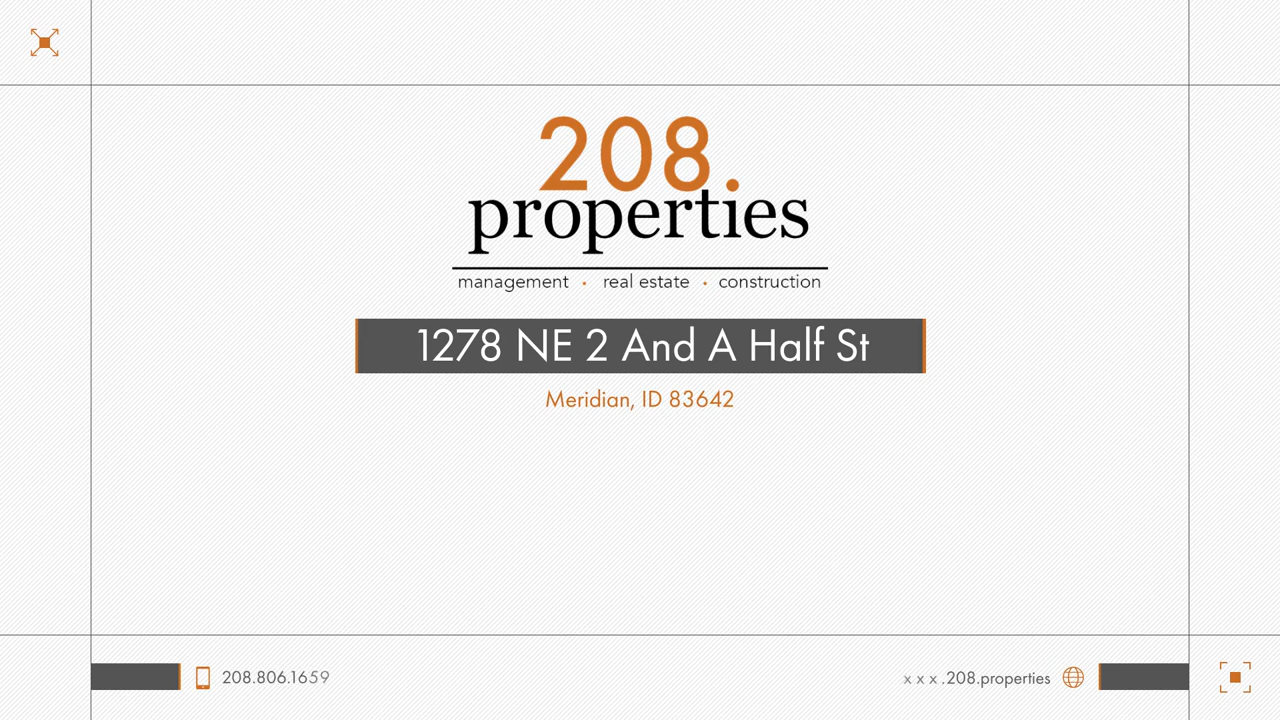 208.
properties
management • real estate • construction
1278 NE 2 And A Half St
Meridian, ID 83642
208.806.1659
x x x .208.properties